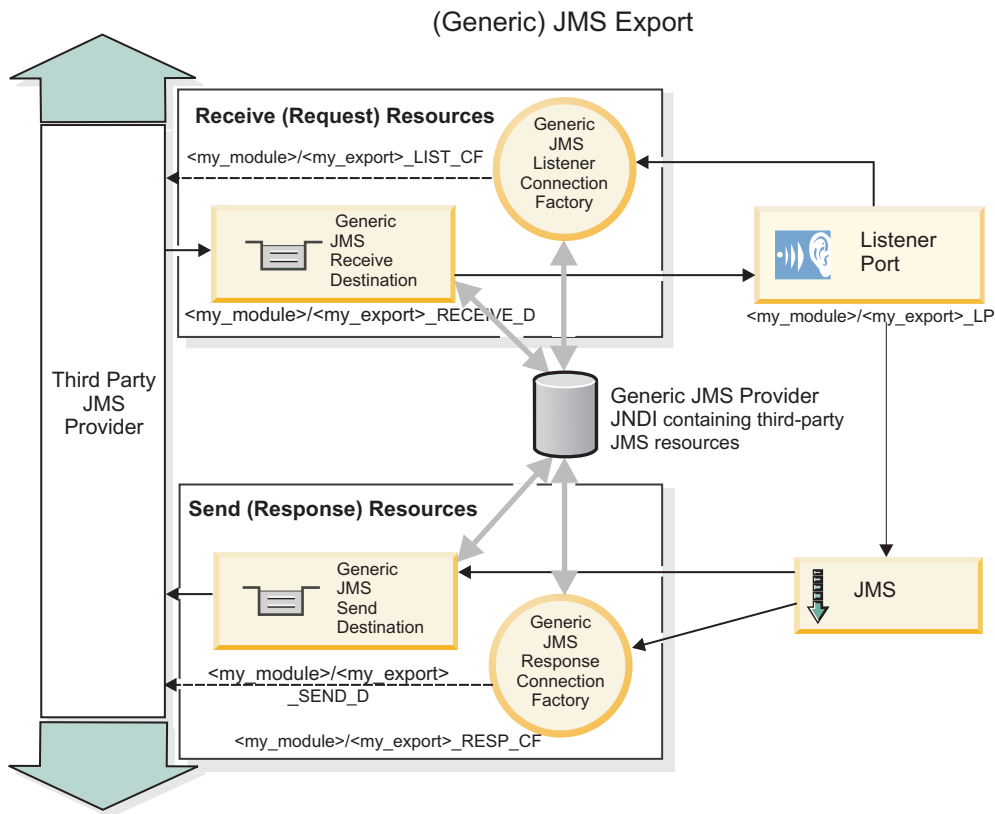 (Generic) JMS Export
Receive (Request) Resources
<my_module>/<my_export>_LIST_CF
Generic
JMS
Listener
Connection
Factory
Generic
JMS
Receive
Destination
<my_module>/<my_export>_RECEIVE_D
Listener
Port
<my_module>/<my_export>_LP
Third Party
JMS
Provider
Generic JMS Provider
JNDI containing third-party
JMS resources
Send (Response) Resources
Generic
JMS
Send
Destination
<my_module>/<my_export>
_SEND_D
Generic
JMS
Response
Connection
Factory
<my_module>/<my_export>_RESP_CF
JMS